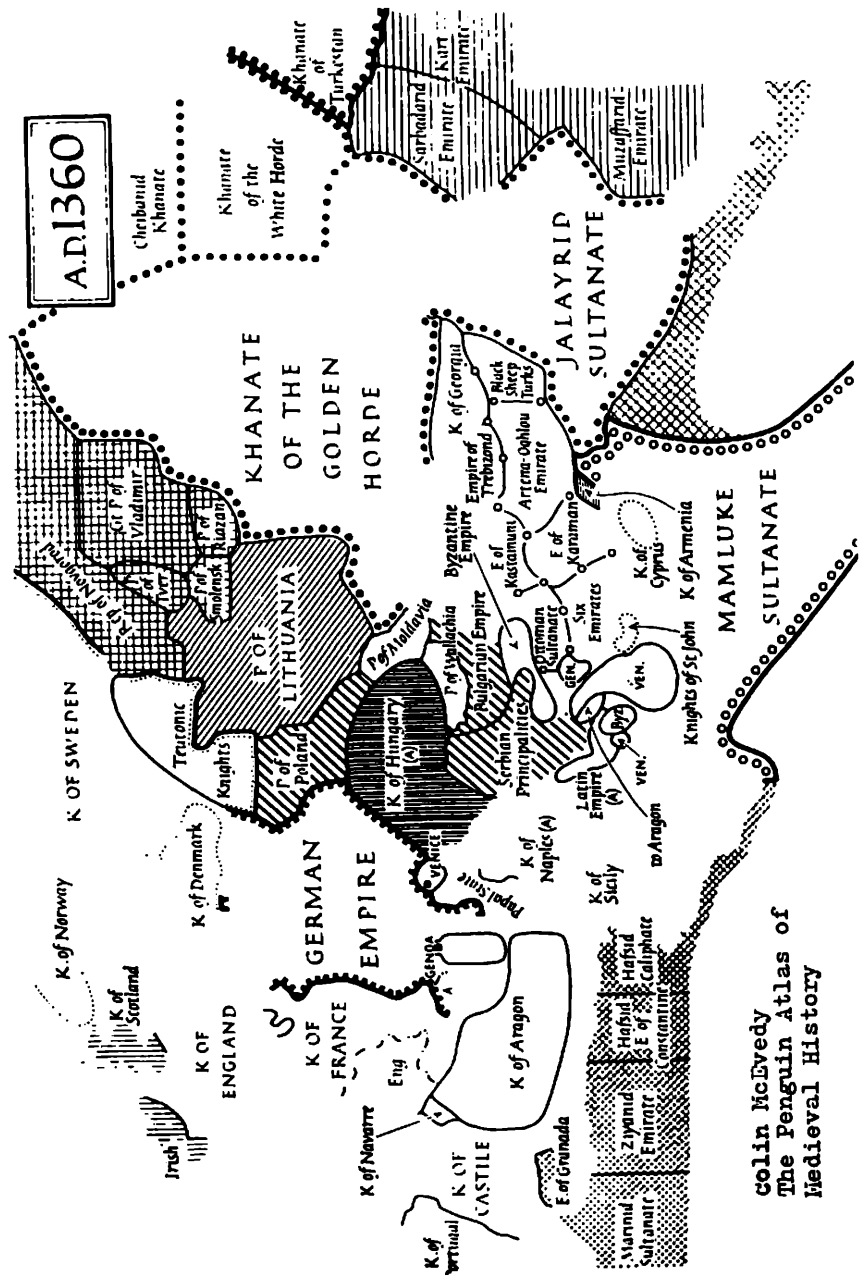 A.D.1360
Cheibanid
Khanate
Khanate
of the
White Horde
Khanate
of
Turkestan
Sarbadarid
Emirate
Kart
Emirate
Muzaffarid
Emirate
K OF SWEDEN
K. of Norway
K of
Scotland
Irish
K OF
ENGLAND
K of Denmark
Teutonic
Knights
Rep of Novgorod
P of
Tver
Gt P of
Vladimir
P of
Smolensk
P of
Riazan
P OF
LITHUANIA
P of
Poland
KHANATE
OF THE
GOLDEN
HORDE
GERMAN
EMPIRE
K of Hungary
(A)
P of Moldavia
P of Wallachia
Bulgarian Empire
Serbian
Principalities
Byzantine
Empire
Empire of
Trebizond
K of Georgia
Black
Sheep
Turks
Artena-Oghlou
Emirate
E of
Kastamuni
E of
Karaman
Ottoman
Sultanate
Six
Emirates
JALAYRID
SULTANATE
K OF
FRANCE
Eng
K of Navarre
A
GENOA
A
VENICE
Papal State
K of
Naples (A)
K of
Sicily
Latin
Empire
(A)
VEN.
Byz
GEN.
VEN.
to Aragon
Knights of St John
K of
Cyprus
K of Armenia
MAMLUKE
SULTANATE
K. of
Portugal
K OF
CASTILE
K of Aragon
E. of Granada
Marinid
Sultanate
Ziyanid
Emirate
Hafsid
E of
Constantine
Hafsid
Caliphate
Colin McEvedy
The Penguin Atlas of
Medieval History